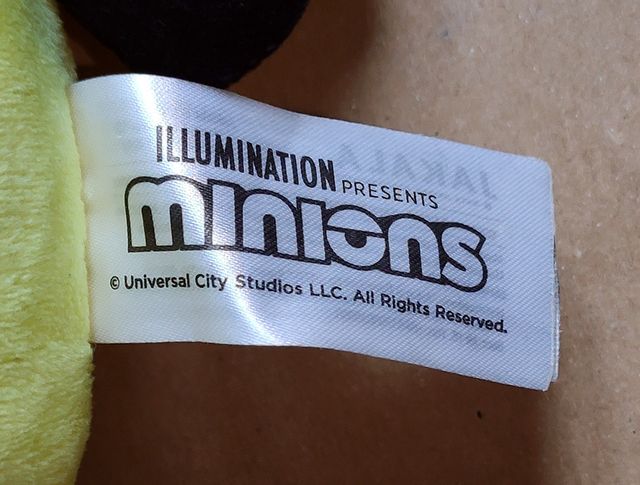 ILLUMINATION PRESENTS
minions
© Universal City Studios LLC. All Rights Reserved.